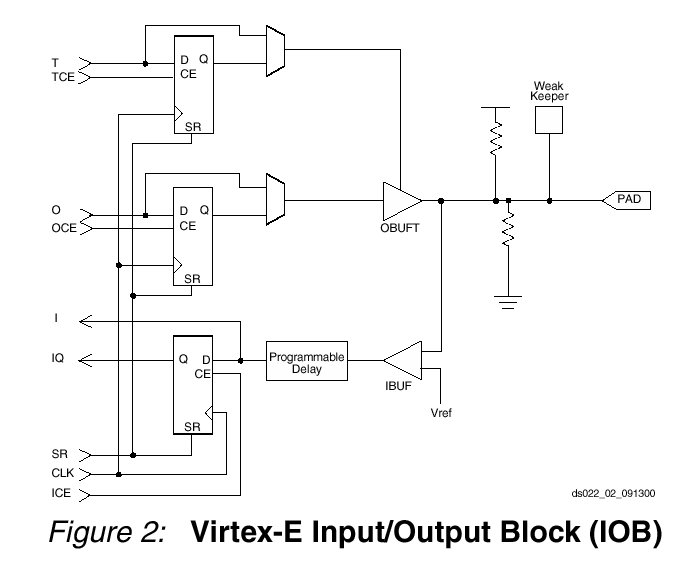 T
TCE
D Q
CE
SR
Weak
Keeper
O
OCE
D Q
CE
SR
OBUFT
PAD
I
IQ
Q D
CE
SR
Programmable
Delay
IBUF
Vref
SR
CLK
ICE
ds022_02_091300
Figure 2: Virtex-E Input/Output Block (IOB)